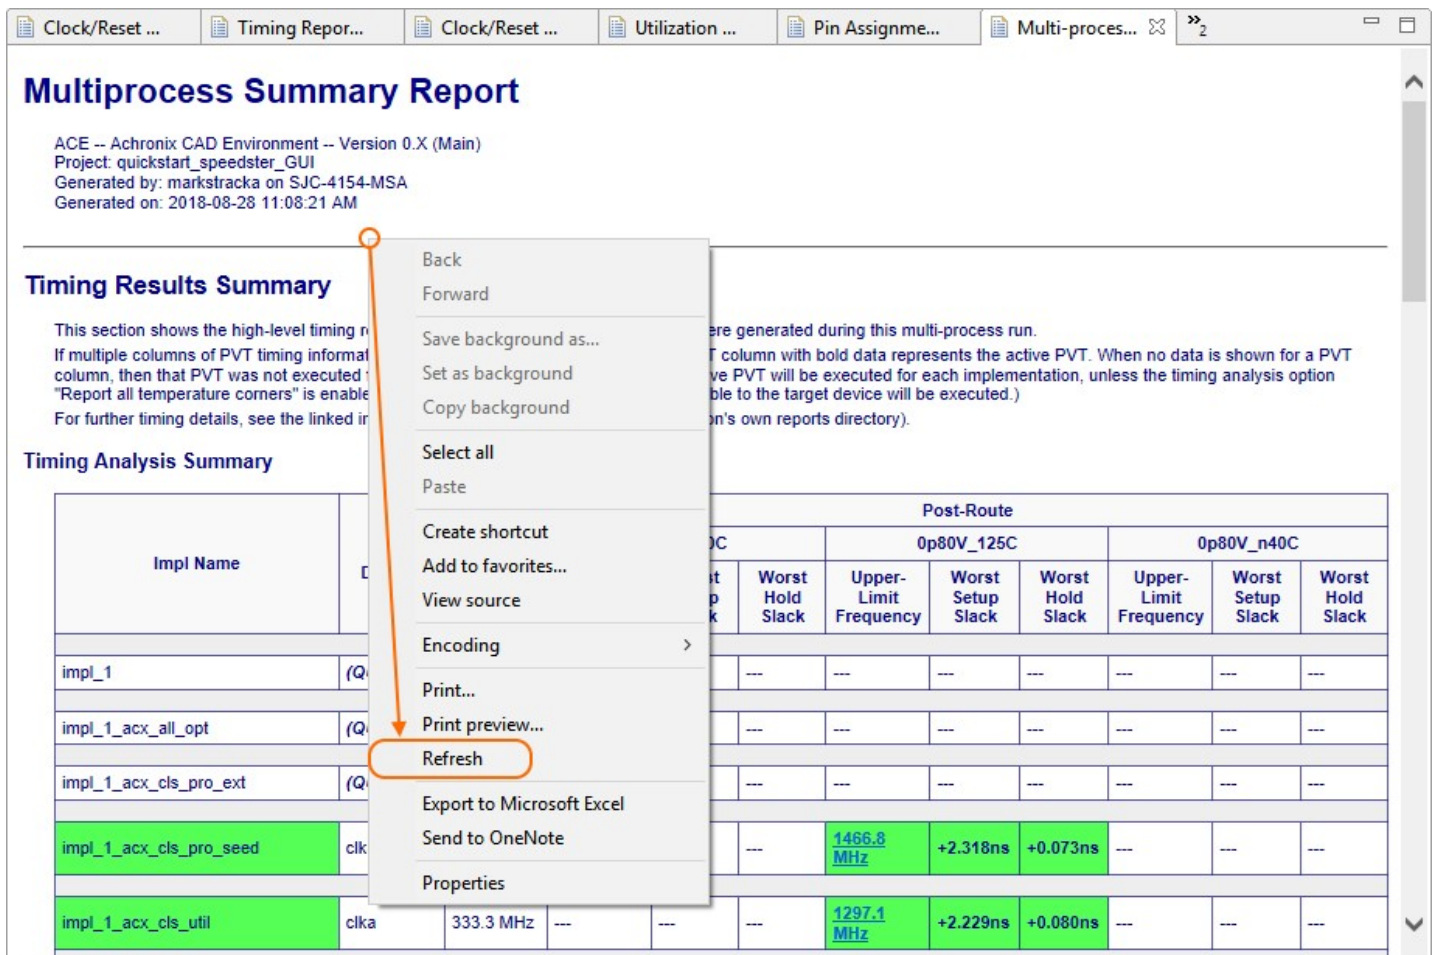 Clock/Reset ...
Timing Repor...
Clock/Reset ...
Utilization ...
Pin Assignme...
Multi-proces...
»2
Multiprocess Summary Report
ACE -- Achronix CAD Environment -- Version 0.X (Main)
Project: quickstart_speedster_GUI
Generated by: markstracka on SJC-4154-MSA
Generated on: 2018-08-28 11:08:21 AM
Timing Results Summary
This section shows the high-level timing ere generated during this multi-process run.
If multiple columns of PVT timing column with bold data represents the active PVT. When no data is shown for a PVT
column, then that PVT was not executed PVT will be executed for each implementation, unless the timing analysis option
"Report all temperature corners" is to the target device will be executed.)
For further timing details, see the linked own reports directory).
Timing Analysis Summary
Back
Forward
Save background as...
Set as background
Copy background
Select all
Paste
Create shortcut
Add to favorites...
View source
Encoding >
Print...
Print preview...
Refresh
Export to Microsoft Excel
Send to OneNote
Properties
Impl Name
Post-Route
0C
0p80V_125C
0p80V_n40C
Worst Hold Slack
Upper-Limit Frequency
Worst Setup Slack
Worst Hold Slack
Upper-Limit Frequency
Worst Setup Slack
Worst Hold Slack
impl_1 --- --- --- --- --- --- ---
impl_1_acx_all_opt --- --- --- --- --- --- ---
impl_1_acx_cls_pro_ext --- --- --- --- --- --- ---
impl_1_acx_cls_pro_seed clk --- 1466.8 MHz +2.318ns +0.073ns --- --- ---
impl_1_acx_cls_util clka 333.3 MHz --- --- --- 1297.1 MHz +2.229ns +0.080ns --- --- ---